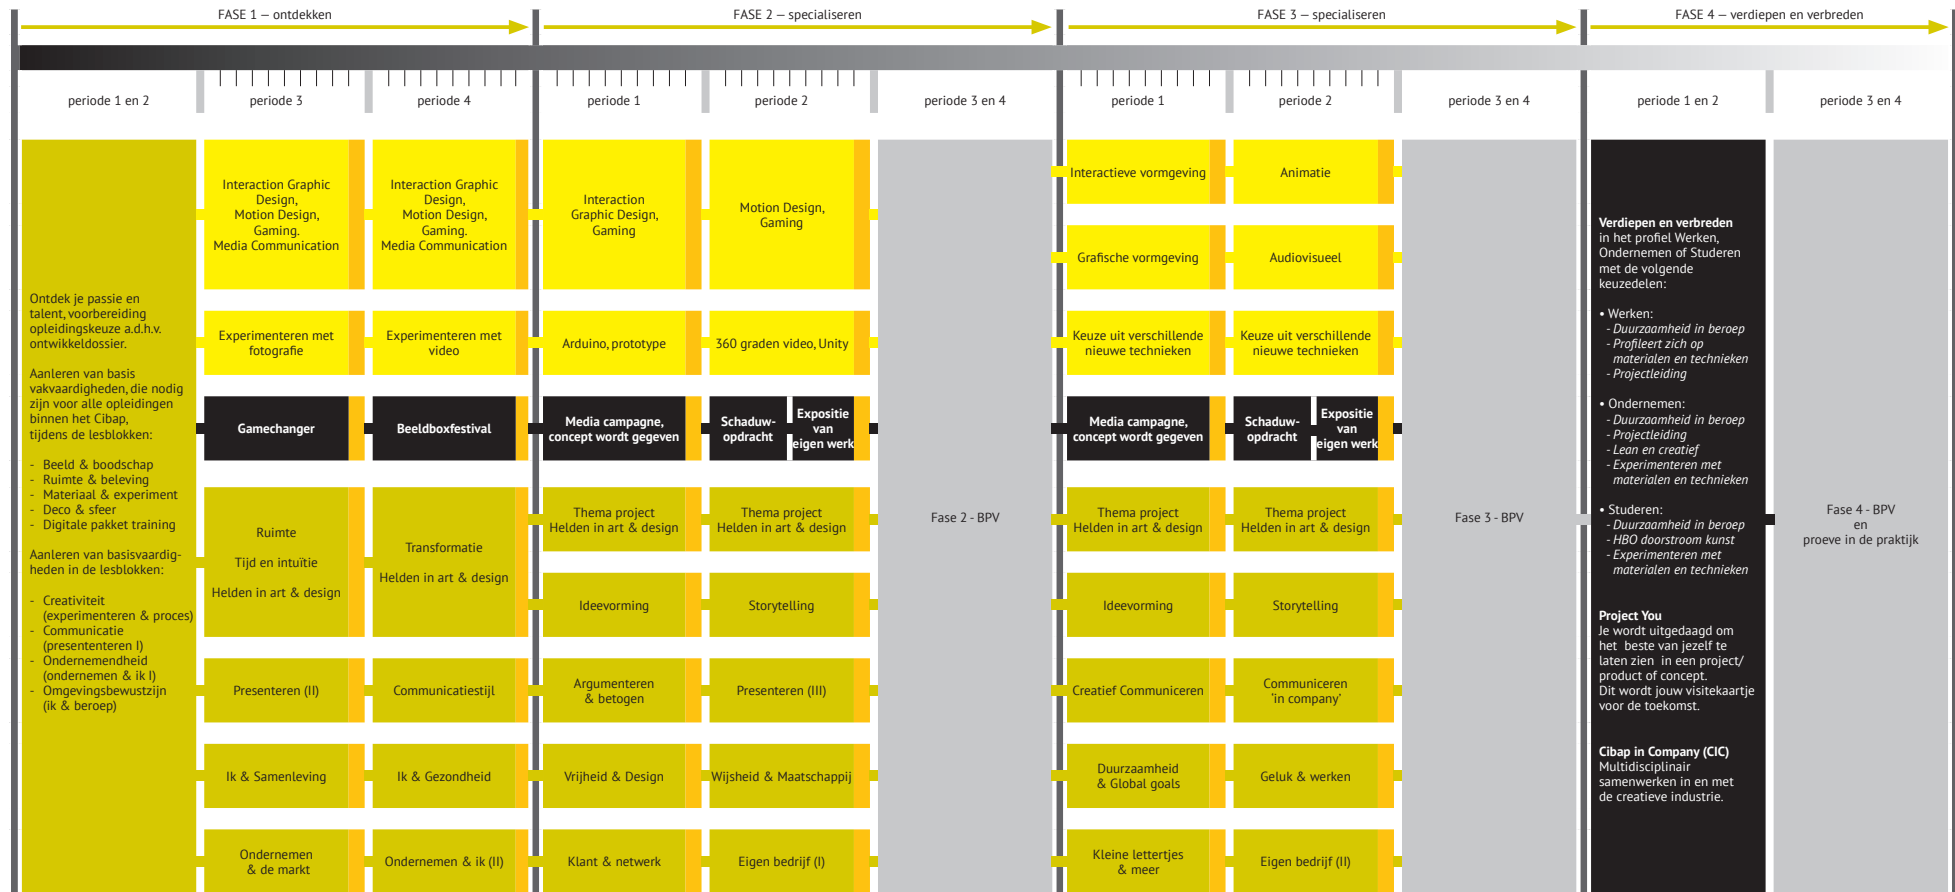 FASE 1 — ontdekken
FASE 2 — specialiseren
FASE 3 — specialiseren
FASE 4 — verdiepen en verbreden
periode 1 en 2
periode 3
periode 4
periode 1
periode 2
periode 3 en 4
periode 1
periode 2
periode 3 en 4
periode 1 en 2
periode 3 en 4
Ontdek je passie en
talent, voorbereiding
opleidingskeuze a.d.h.v.
ontwikkeldossier.
Aanleren van basis
vakvaardigheden, die nodig
zijn voor alle opleidingen
binnen het Cibap,
tijdens de lesblokken:
- Beeld & boodschap
- Ruimte & beleving
- Materiaal & experiment
- Deco & sfeer
- Digitale pakket training
Aanleren van basisvaardig-
heden in de lesblokken:
- Creativiteit
(experimenteren & proces)
- Communicatie
(presententeren I)
- Ondernemendheid
(ondernemen & ik I)
- Omgevingsbewustzijn
(ik & beroep)
Interaction Graphic
Design,
Motion Design,
Gaming.
Media Communication
Experimenteren met
fotografie
Gamechanger
Ruimte
Tijd en intuïtie
Helden in art & design
Presenteren (II)
Ik & Samenleving
Ondernemen
& de markt
Interaction Graphic
Design,
Motion Design,
Gaming.
Media Communication
Experimenteren met
video
Beeldboxfestival
Transformatie
Helden in art & design
Communicatiestijl
Ik & Gezondheid
Ondernemen & ik (II)
Interaction
Graphic Design,
Gaming
Arduino, prototype
Media campagne,
concept wordt gegeven
Thema project
Helden in art & design
Ideevorming
Argumenteren
& betogen
Vrijheid & Design
Klant & netwerk
Motion Design,
Gaming
360 graden video, Unity
Schaduw-
opdracht
Expositie
van
eigen werk
Thema project
Helden in art & design
Storytelling
Presenteren (III)
Wijsheid & Maatschappij
Eigen bedrijf (I)
Fase 2 - BPV
Interactieve vormgeving
Grafische vormgeving
Keuze uit verschillende
nieuwe technieken
Media campagne,
concept wordt gegeven
Thema project
Helden in art & design
Ideevorming
Creatief Communiceren
Duurzaamheid
& Global goals
Kleine lettertjes
& meer
Animatie
Audiovisueel
Keuze uit verschillende
nieuwe technieken
Schaduw-
opdracht
Expositie
van
eigen werk
Thema project
Helden in art & design
Storytelling
Communiceren
‘in company’
Geluk & werken
Eigen bedrijf (II)
Fase 3 - BPV
Verdiepen en verbreden
in het profiel Werken,
Ondernemen of Studeren
met de volgende
keuzedelen:
• Werken:
- Duurzaamheid in beroep
- Profileert zich op
materialen en technieken
- Projectleiding
• Ondernemen:
- Duurzaamheid in beroep
- Projectleiding
- Lean en creatief
- Experimenteren met
materialen en technieken
• Studeren:
- Duurzaamheid in beroep
- HBO doorstroom kunst
- Experimenteren met
materialen en technieken
Project You
Je wordt uitgedaagd om
het beste van jezelf te
laten zien in een project/
product of concept.
Dit wordt jouw visitekaartje
voor de toekomst.
Cibap in Company (CIC)
Multidisciplinair
samenwerken in en met
de creatieve industrie.
Fase 4 - BPV
en
proeve in de praktijk